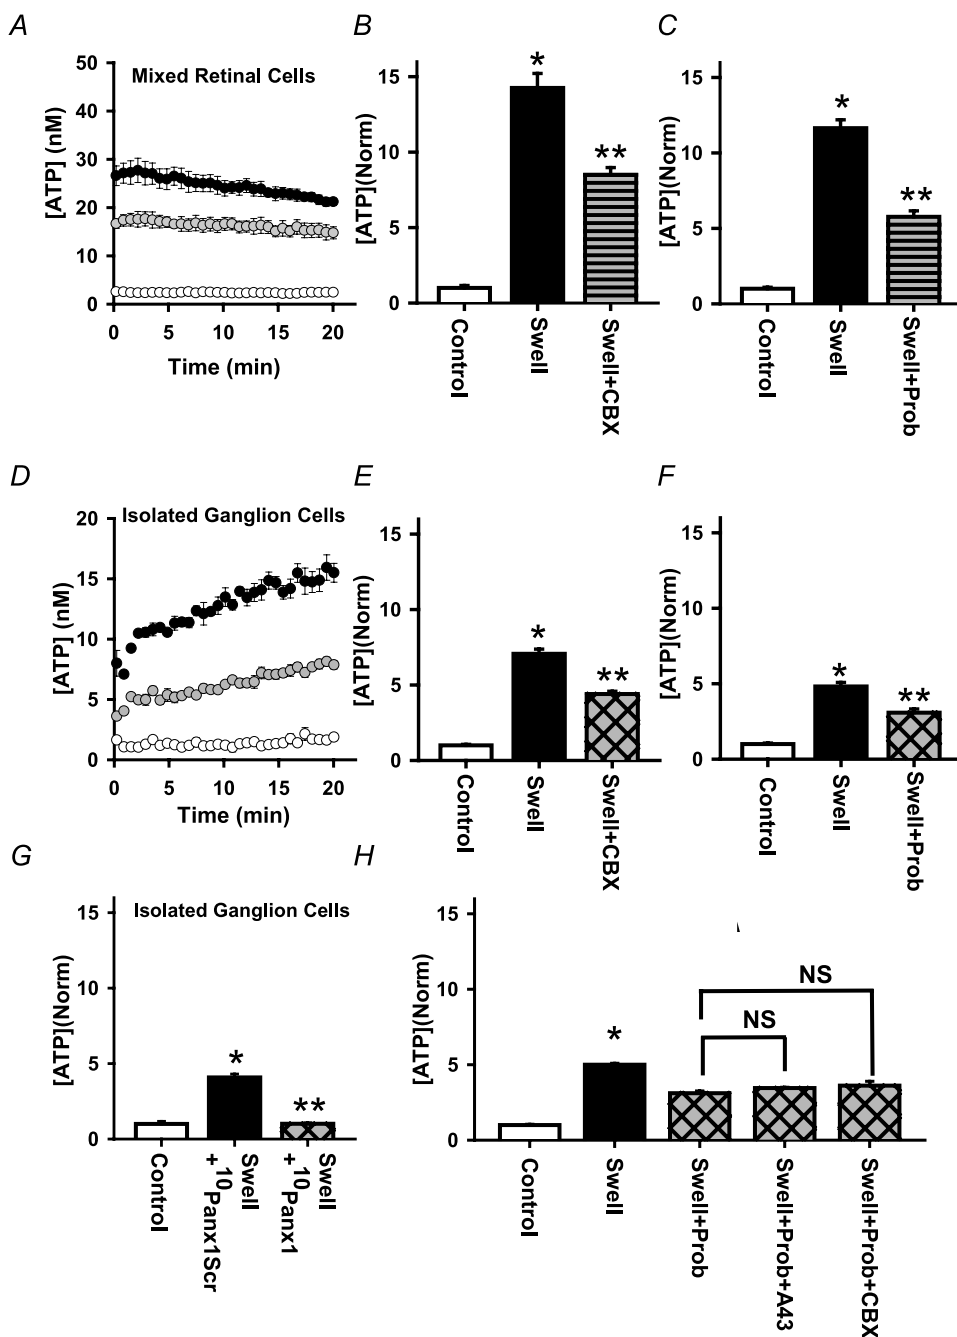 A
Mixed Retinal Cells
[ATP] (nM)
50
40
30
20
10
0
0 5 10 15 20
Time (min)
B
[ATP](Norm)
15
10
5
0
*
**
Control
Swell
Swell+CBX
C
[ATP](Norm)
15
10
5
0
*
**
Control
Swell
Swell+Prob
D
Isolated Ganglion Cells
[ATP] (nM)
20
15
10
5
0
0 5 10 15 20
Time (min)
E
[ATP](Norm)
15
10
5
0
*
**
Control
Swell
Swell+CBX
F
[ATP](Norm)
15
10
5
0
*
**
Control
Swell
Swell+Prob
G
Isolated Ganglion Cells
[ATP](Norm)
15
10
5
0
*
**
Control
Swell
+ 10Panx1Scr
Swell
+ 10Panx1
H
[ATP](Norm)
15
10
5
0
*
NS
NS
Control
Swell
Swell+Prob
Swell+Prob+A43
Swell+Prob+CBX